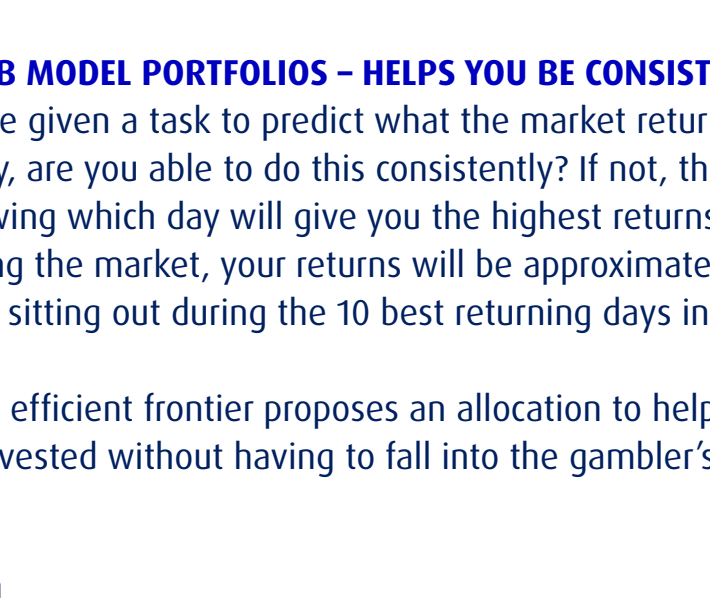 B MODEL PORTFOLIOS – HELPS YOU BE CONSIST
e given a task to predict what the market retur
y, are you able to do this consistently? If not, th
ving which day will give you the highest returns
ng the market, your returns will be approximate
sitting out during the 10 best returning days in
efficient frontier proposes an allocation to help
vested without having to fall into the gambler’s